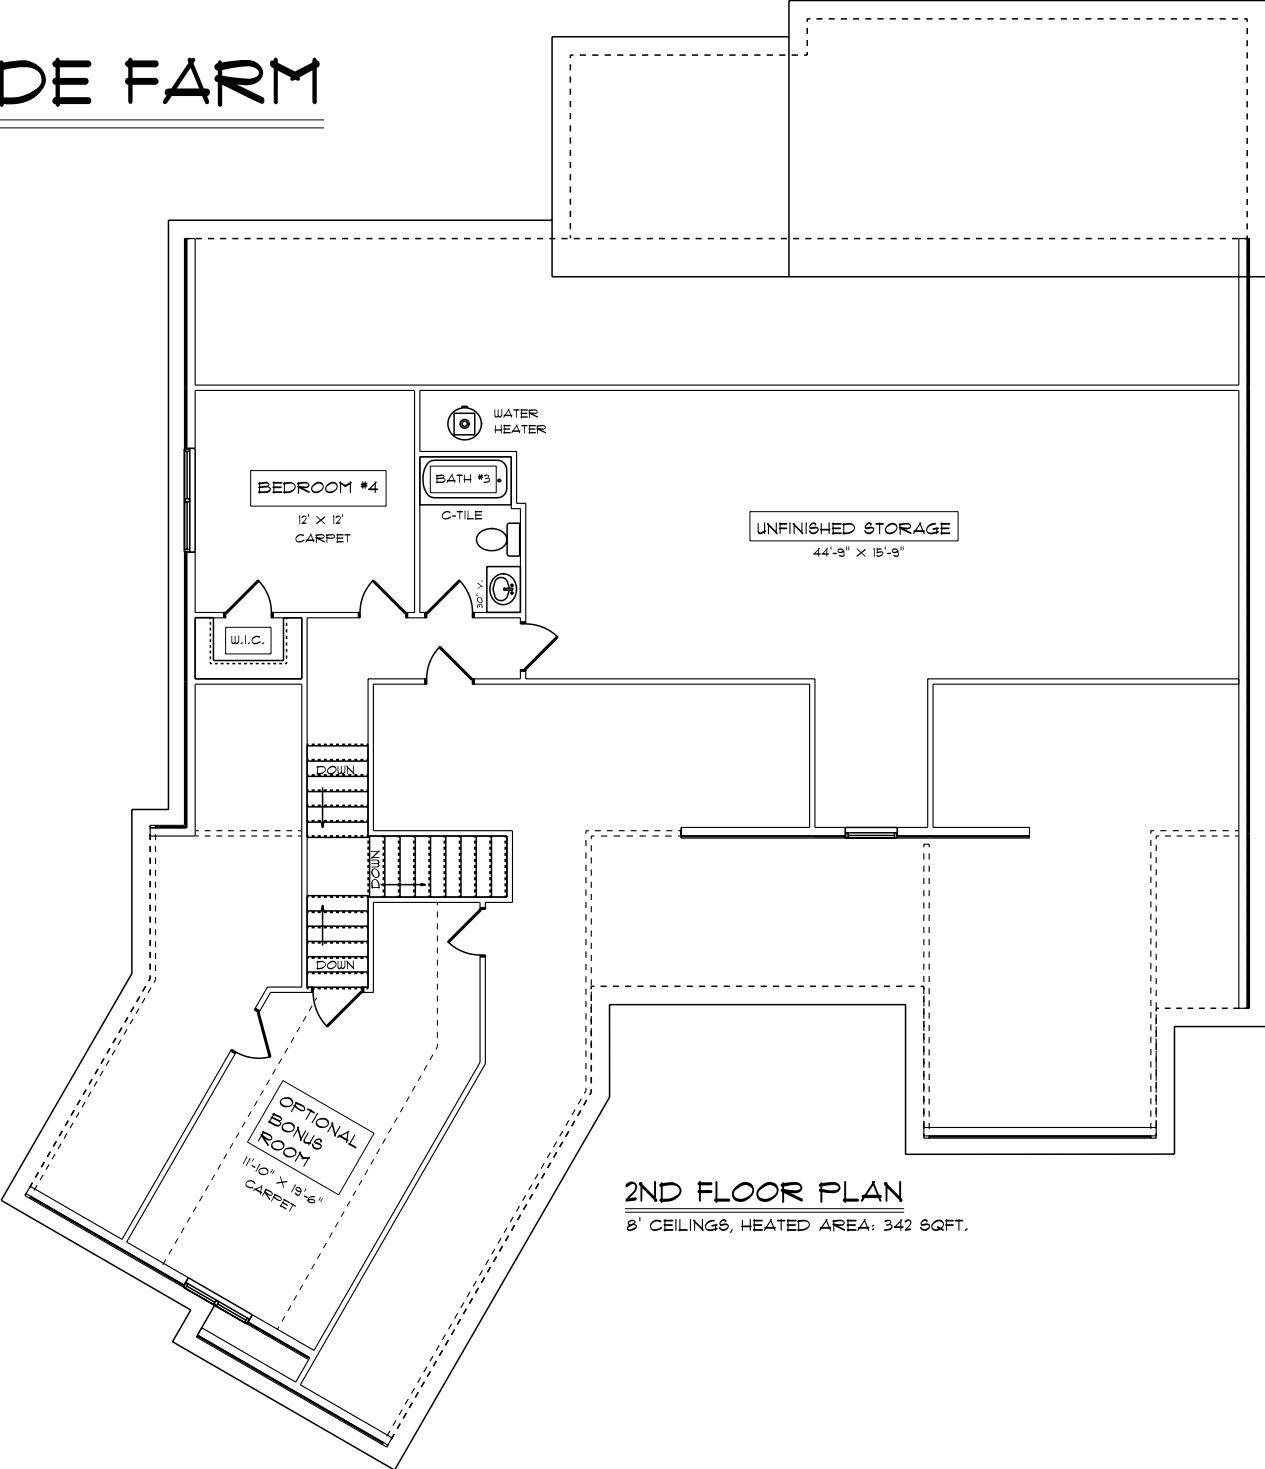 DE FARM
WATER
HEATER
BATH #3
BEDROOM #4
12' X 12'
CARPET
C-TILE
30" V.
UNFINISHED STORAGE
44'-9" X 15'-9"
W.I.C.
DOWN
DOWN
DOWN
OPTIONAL
BONUS
ROOM
11'-10" X 19'-6"
CARPET
2ND FLOOR PLAN
8' CEILINGS, HEATED AREA: 342 SQFT.